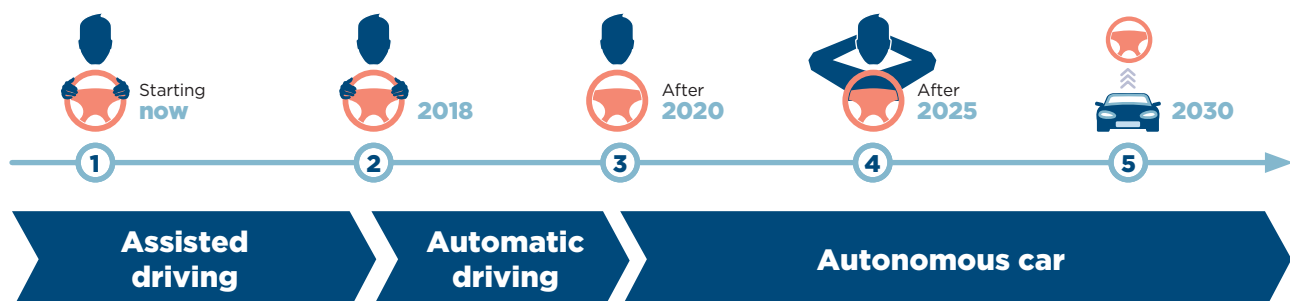 Starting
now
2018
After
2020
After
2025
2030
1
2
3
4
5
Assisted
driving
Automatic
driving
Autonomous car